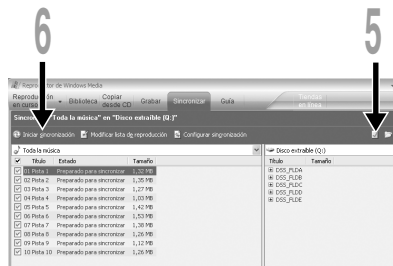 6
5
Reproductor de Windows Media
Reproducción en curso
Biblioteca
Copiar desde CD
Grabar
Sincronizar
Guía
Tiendas en línea
Toda la música" en "Disco extraíble (Q:)"
Iniciar sincronización
Modificar lista de reproducción
Configurar sincronización
Toda la música
Disco extraíble (Q:)
Título Estado Tamaño
Título Tamaño
01 Pista 1 Preparado para sincronizar 1,32 MB
02 Pista 2 Preparado para sincronizar 1,35 MB
03 Pista 3 Preparado para sincronizar 1,27 MB
04 Pista 4 Preparado para sincronizar 1,03 MB
05 Pista 5 Preparado para sincronizar 1,42 MB
06 Pista 6 Preparado para sincronizar 1,53 MB
07 Pista 7 Preparado para sincronizar 1,38 MB
08 Pista 8 Preparado para sincronizar 1,26 MB
09 Pista 9 Preparado para sincronizar 1,12 MB
10 Pista 10 Preparado para sincronizar 1,26 MB
DSS_FLDA
DSS_FLDB
DSS_FLDC
DSS_FLDD
DSS_FLDE